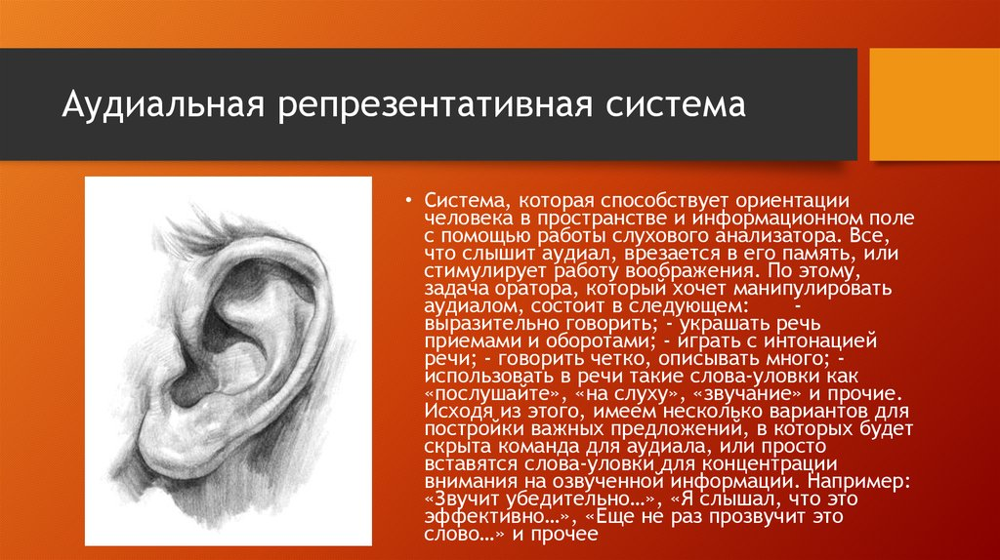 Аудиальная репрезентативная система
• Система, которая способствует ориентации
человека в пространстве и информационном поле
с помощью работы слухового анализатора. Все,
что слышит аудиал, врезается в его память, или
стимулирует работу воображения. По этому,
задача оратора, который хочет манипулировать
аудиалом, состоит в следующем: -
выразительно говорить; - украшать речь
приемами и оборотами; - играть с интонацией
речи; - говорить четко, описывать много; -
использовать в речи такие слова-уловки как
«послушайте», «на слуху», «звучание» и прочие.
Исходя из этого, имеем несколько вариантов для
постройки важных предложений, в которых будет
скрыта команда для аудиала, или просто
вставятся слова-уловки для концентрации
внимания на озвученной информации. Например:
«Звучит убедительно…», «Я слышал, что это
эффективно…», «Еще не раз прозвучит это
слово…» и прочее